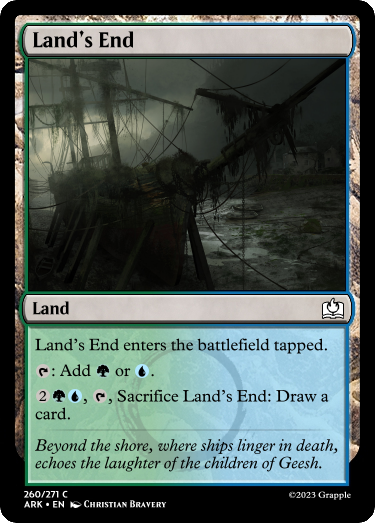 Land's End
Land
Land's End enters the battlefield tapped.
: Add or .
2 , , Sacrifice Land's End: Draw a
card.
Beyond the shore, where ships linger in death,
echoes the laughter of the children of Geesh.
260/271 C
ARK • EN Christian Bravery
©2023 Grapple